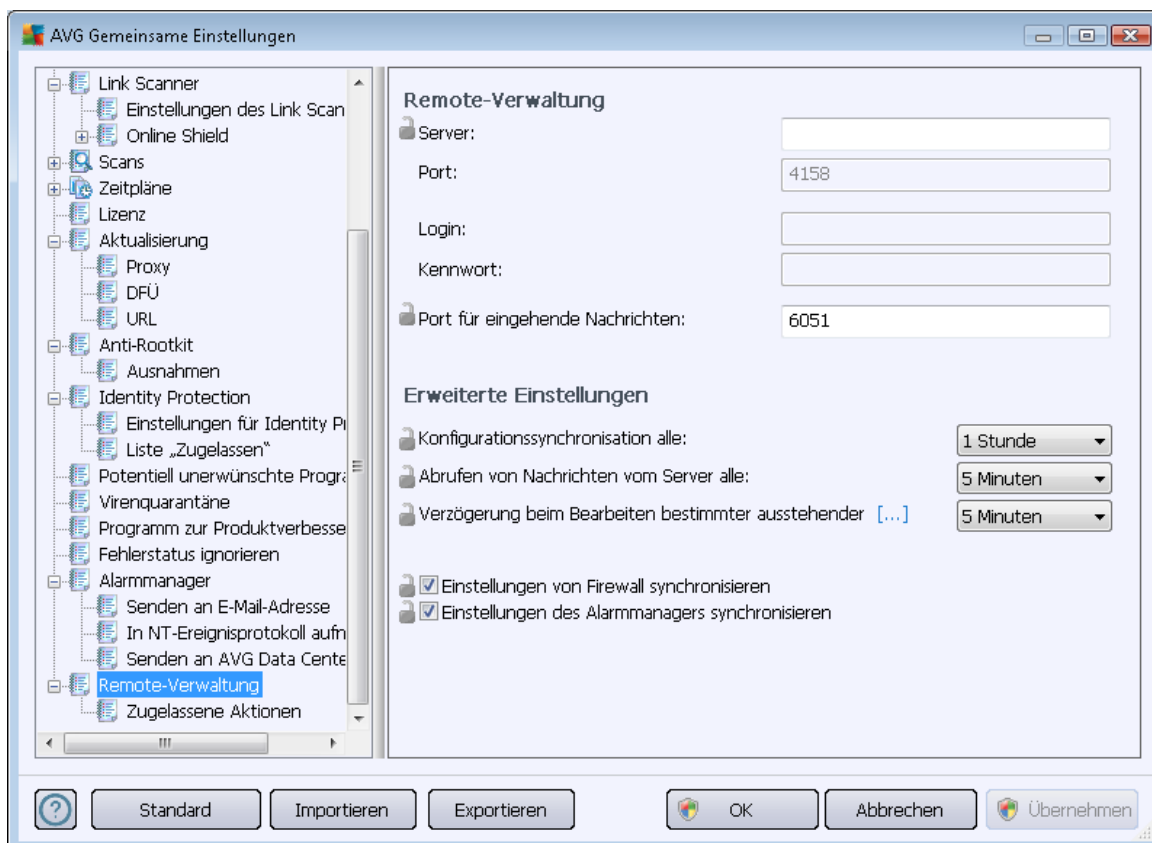 AVG Gemeinsame Einstellungen
Link Scanner
Einstellungen des Link Scan
Online Shield
Scans
Zeitpläne
Lizenz
Aktualisierung
Proxy
DFÜ
URL
Anti-Rootkit
Ausnahmen
Identity Protection
Einstellungen für Identity Pr
Liste „Zugelassen“
Potentiell unerwünschte Progra
Virenquarantäne
Programm zur Produktverbesse
Fehlerstatus ignorieren
Alarmmanager
Senden an E-Mail-Adresse
In NT-Ereignisprotokoll aufn
Senden an AVG Data Cente
Remote-Verwaltung
Zugelassene Aktionen
Remote-Verwaltung
Server:
Port: 4158
Login:
Kennwort:
Port für eingehende Nachrichten: 6051
Erweiterte Einstellungen
Konfigurationssynchronisation alle: 1 Stunde
Abrufen von Nachrichten vom Server alle: 5 Minuten
Verzögerung beim Bearbeiten bestimmter ausstehender [...] 5 Minuten
Einstellungen von Firewall synchronisieren
Einstellungen des Alarmmanagers synchronisieren
Standard Importieren Exportieren OK Abbrechen Übernehmen